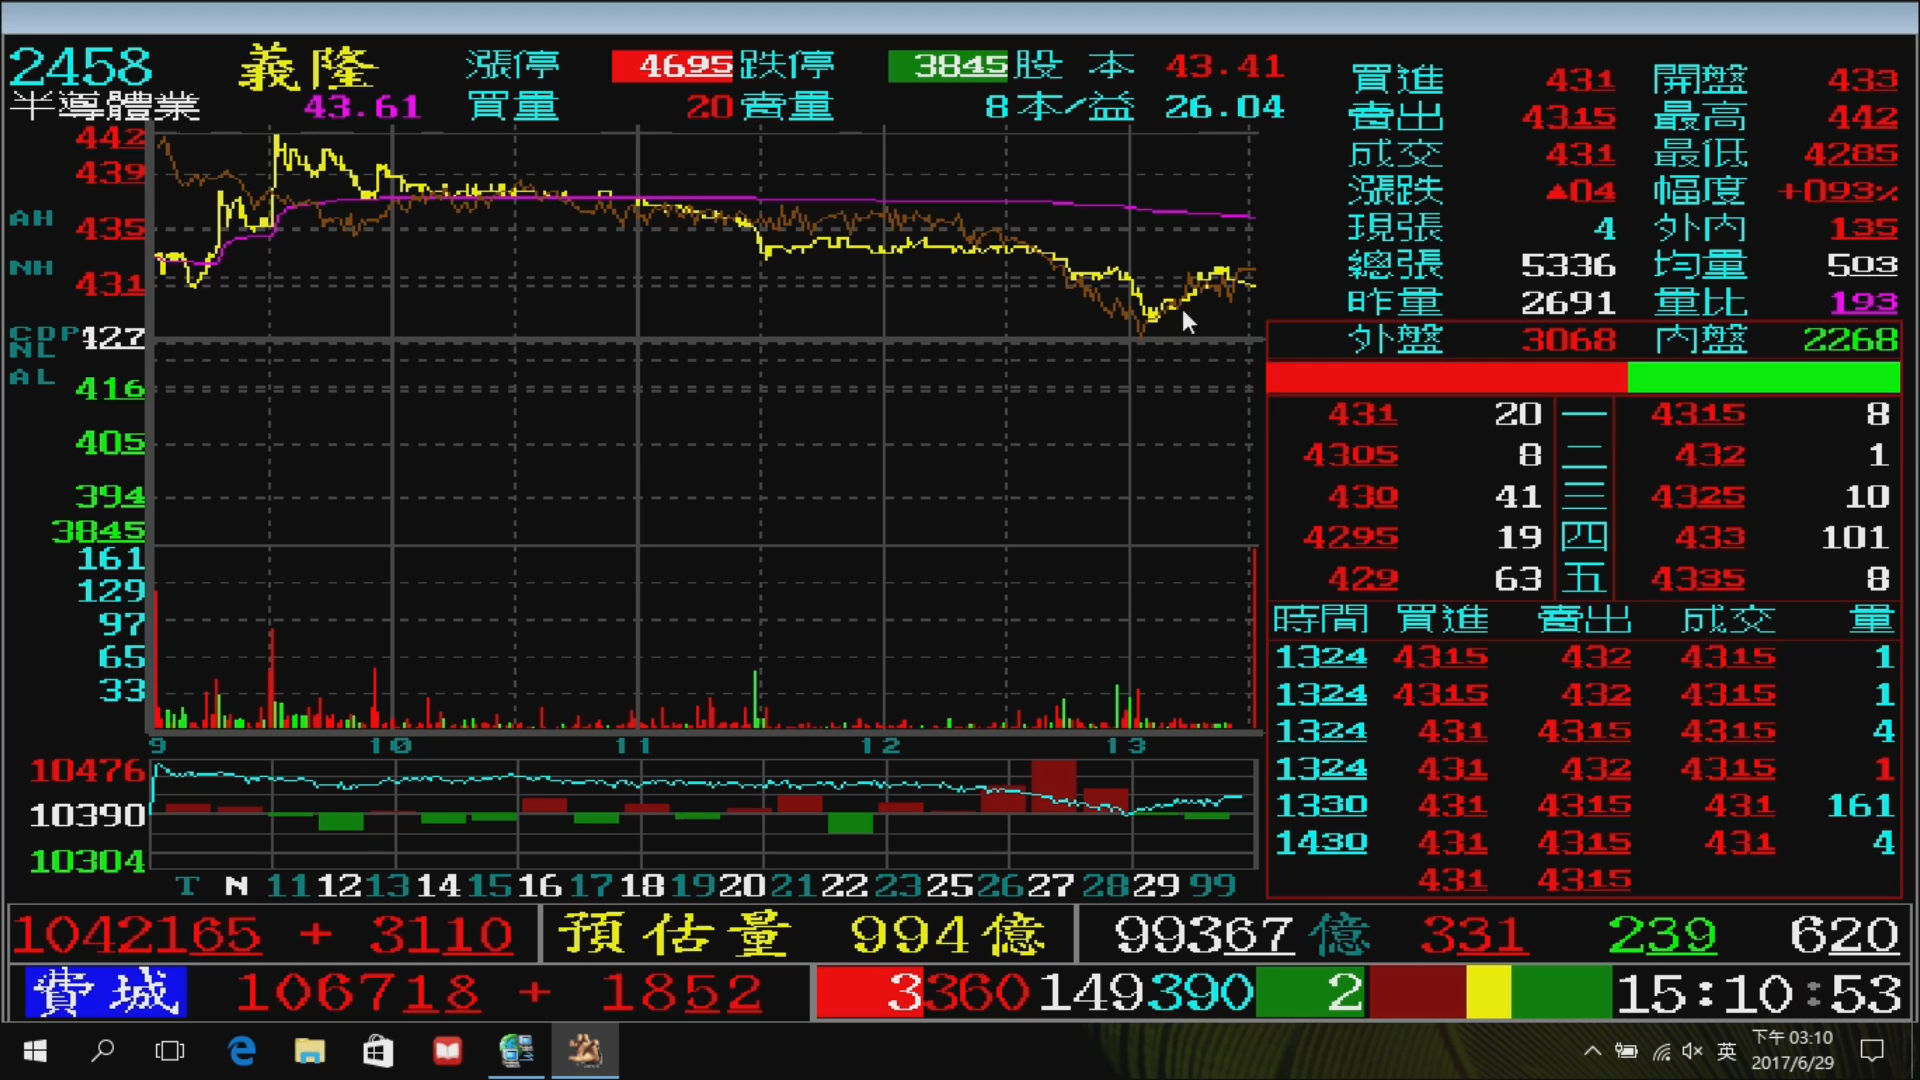 2458 義隆 漲停 4695 跌停 3845 股本 43.41
半導體業 43.61 買量 20 賣量 8 本/益 26.04
買進 431 開盤 433
賣出 4315 最高 442
成交 431 最低 4285
漲跌 ▲04 幅度 +093%
現張 4 外內 135
總張 5336 均量 503
昨量 2691 量比 193
外盤 3068 內盤 2268
442
439
AH 435
NH 431
CDP 427
NL
AL 416
405
394
3845
161
129
97
65
33
9 10 11 12 13
431 20 一 4315 8
4305 8 二 432 1
430 41 三 4325 10
4295 19 四 433 101
429 63 五 4335 8
時間 買進 賣出 成交 量
1324 4315 432 4315 1
1324 4315 432 4315 1
1324 431 4315 4315 4
1324 431 432 4315 1
1330 431 4315 431 161
1430 431 4315 431 4
431 4315
10476
10390
10304
T N 11 12 13 14 15 16 17 18 19 20 21 22 23 25 26 27 28 29 99
1042165 + 3110 預估量 994億 99367億 331 239 620
費城 106718 + 1852 3360 149390 2 15:10:53
英 下午 03:10
2017/6/29